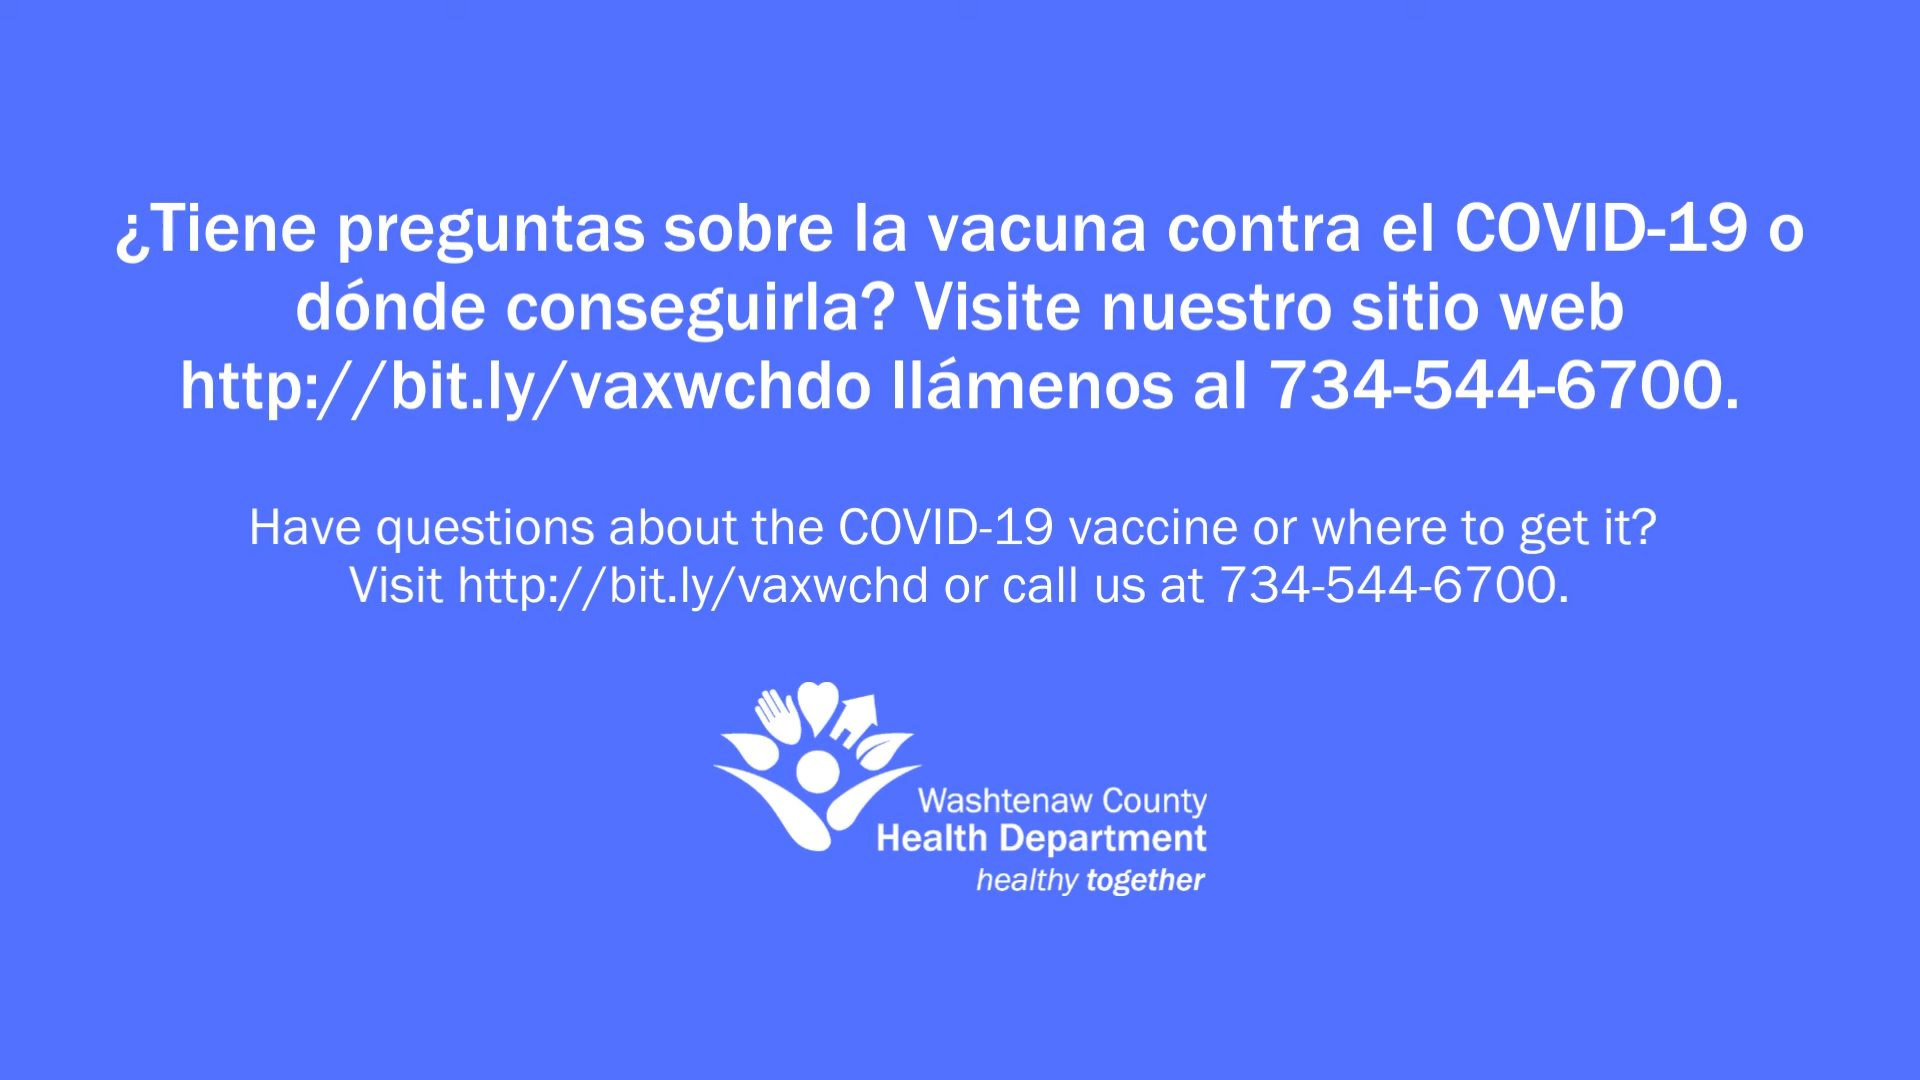 ¿Tiene preguntas sobre la vacuna contra el COVID-19 o
dónde conseguirla? Visite nuestro sitio web
http://bit.ly/vaxwchdo llámenos al 734-544-6700.
Have questions about the COVID-19 vaccine or where to get it?
Visit http://bit.ly/vaxwchd or call us at 734-544-6700.
Washtenaw County
Health Department
healthy together